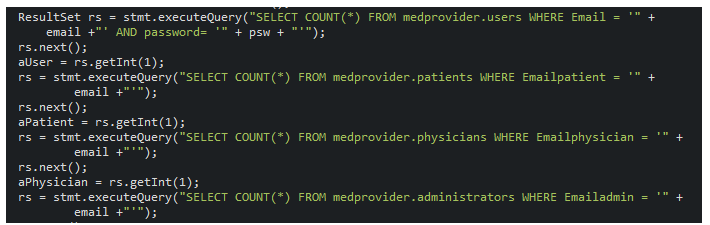 ResultSet rs = stmt.executeQuery("SELECT COUNT(*) FROM medprovider.users WHERE Email = '" +
email +"' AND password= '" + psw + "'");
rs.next();
aUser = rs.getInt(1);
rs = stmt.executeQuery("SELECT COUNT(*) FROM medprovider.patients WHERE Emailpatient = '" +
email +"'");
rs.next();
aPatient = rs.getInt(1);
rs = stmt.executeQuery("SELECT COUNT(*) FROM medprovider.physicians WHERE Emailphysician = '" +
email +"'");
rs.next();
aPhysician = rs.getInt(1);
rs = stmt.executeQuery("SELECT COUNT(*) FROM medprovider.administrators WHERE Emailadmin = '" +
email +"'");